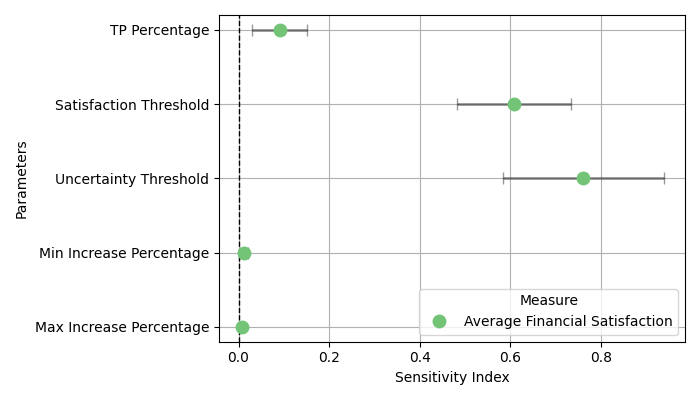 TP Percentage
Satisfaction Threshold
Uncertainty Threshold
Min Increase Percentage
Max Increase Percentage
Parameters
Measure
Average Financial Satisfaction
0.0 0.2 0.4 0.6 0.8
Sensitivity Index